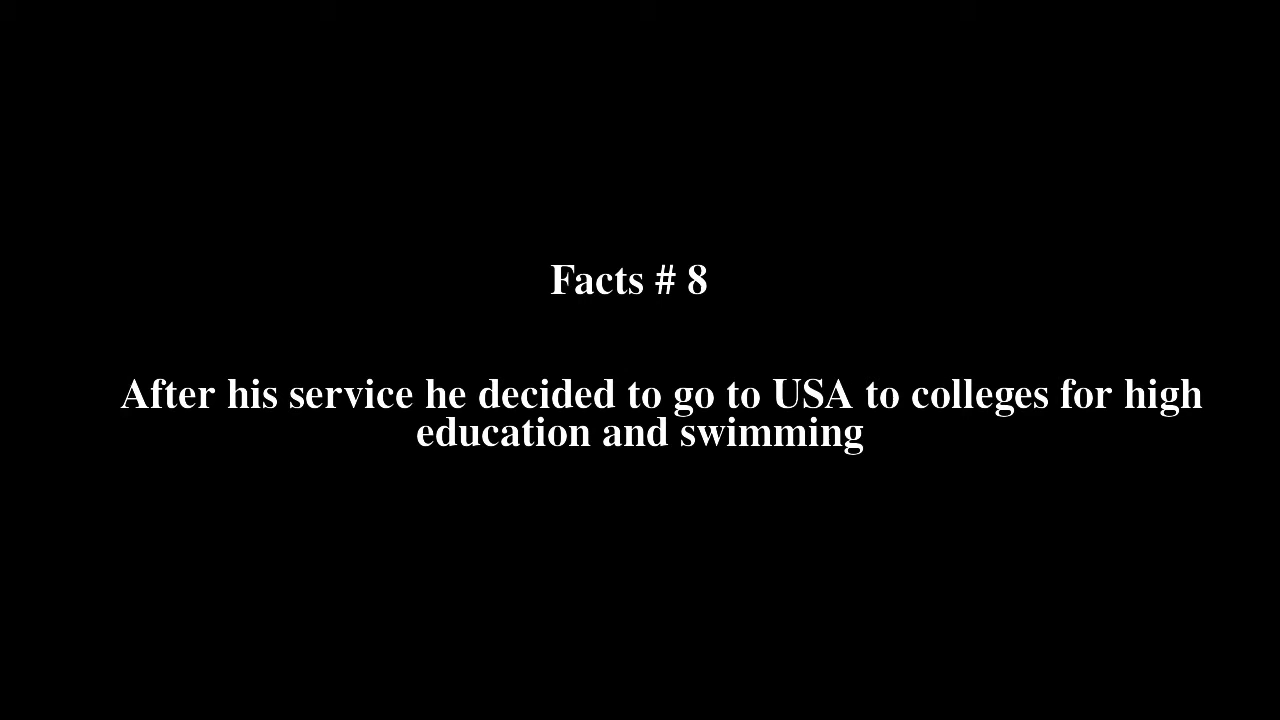 Facts # 8
After his service he decided to go to USA to colleges for high
education and swimming